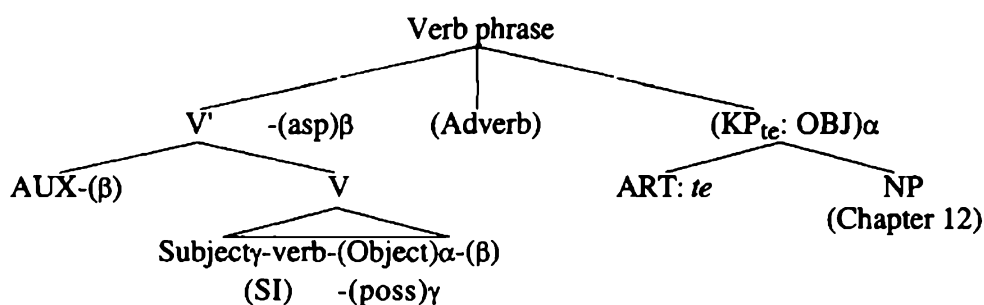 Verb phrase
V' -(asp)β (Adverb) (KPte: OBJ)α
AUX-(β) V ART: te NP
(Chapter 12)
Subjectγ-verb-(Object)α-(β)
(SI) -(poss)γ